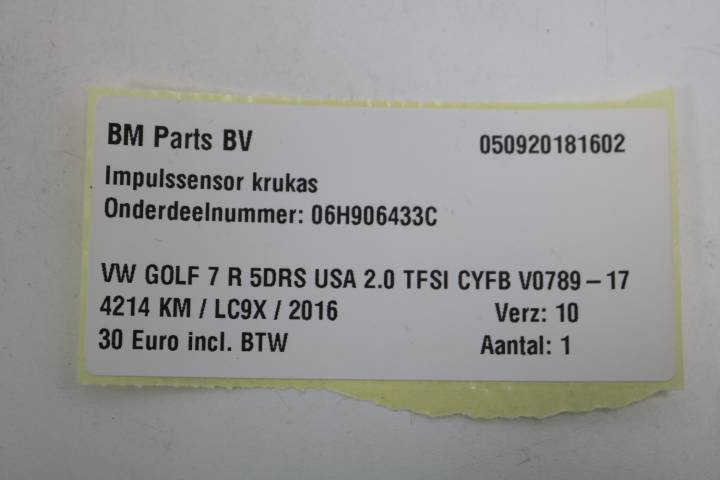 BM Parts BV 050920181602
Impulssensor krukas
Onderdeelnummer: 06H906433C
VW GOLF 7 R 5DRS USA 2.0 TFSI CYFB V0789 – 17
4214 KM / LC9X / 2016 Verz: 10
30 Euro incl. BTW Aantal: 1